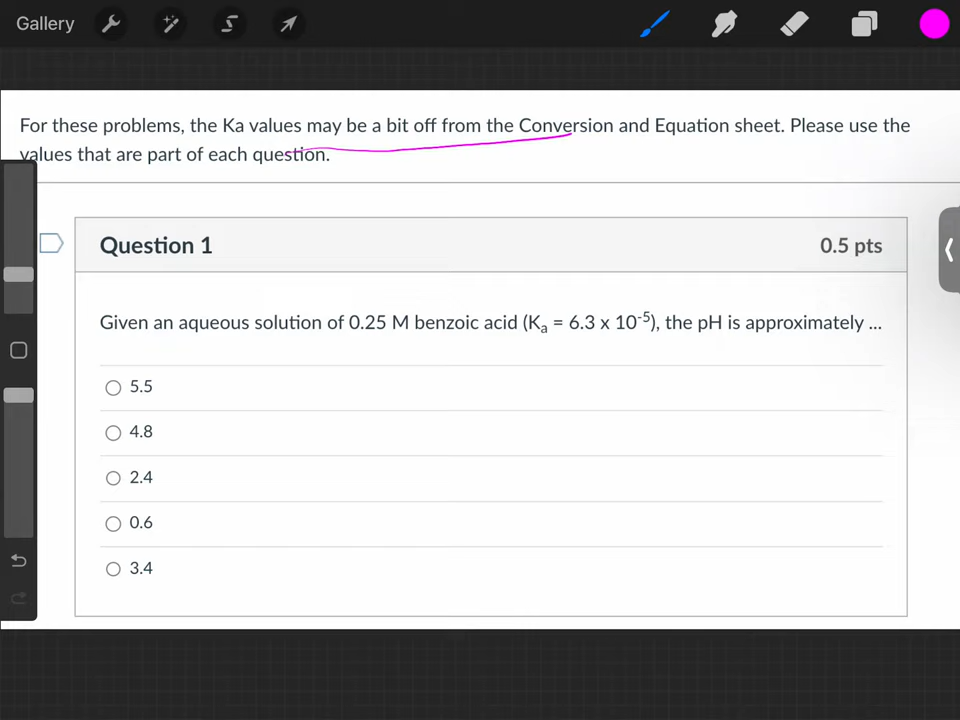 Gallery
For these problems, the Ka values may be a bit off from the Conversion and Equation sheet. Please use the
values that are part of each question.
Question 1
0.5 pts
Given an aqueous solution of 0.25 M benzoic acid (Kₐ = 6.3 x 10⁻⁵), the pH is approximately ...
5.5
4.8
2.4
0.6
3.4